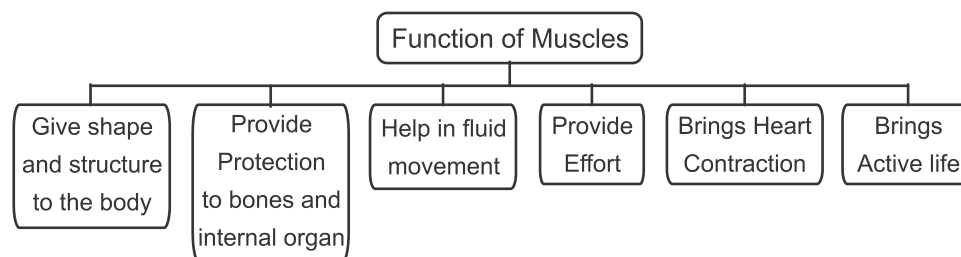 Function of Muscles
Give shape
and structure
to the body
Provide
Protection
to bones and
internal organ
Help in fluid
movement
Provide
Effort
Brings Heart
Contraction
Brings
Active life